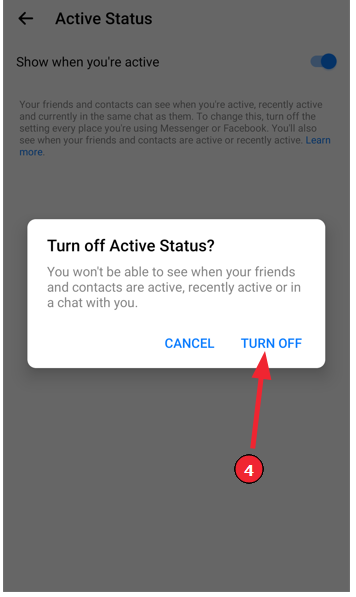 Active Status
Show when you're active
Your friends and contacts can see when you're active, recently active
and currently in the same chat as them. To change this, turn off the
setting every place you're using Messenger or Facebook. You'll also
see when your friends and contacts are active or recently active. Learn
more.
Turn off Active Status?
You won't be able to see when your friends
and contacts are active, recently active or in
a chat with you.
CANCEL TURN OFF
4